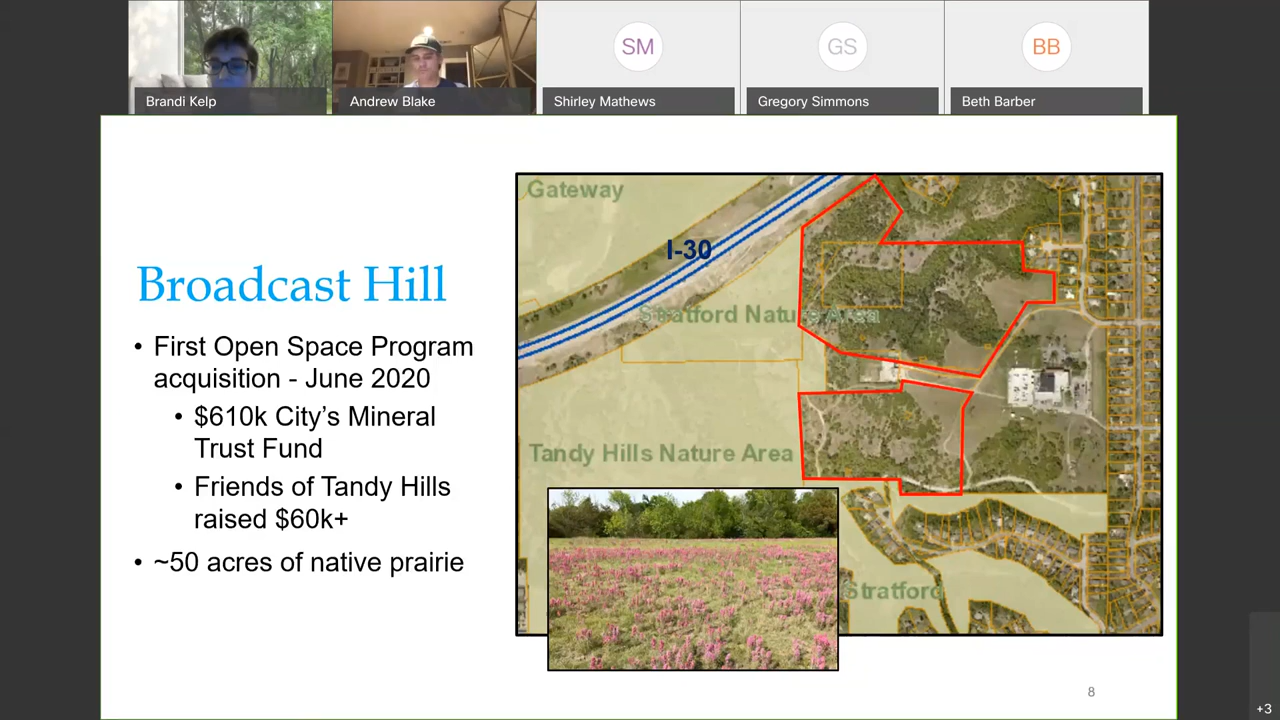 SM
GS
BB
Brandi Kelp
Andrew Blake
Shirley Mathews
Gregory Simmons
Beth Barber
Broadcast Hill
• First Open Space Program
acquisition - June 2020
• $610k City’s Mineral
Trust Fund
• Friends of Tandy Hills
raised $60k+
• ~50 acres of native prairie
Gateway
I-30
Stratford Nature Area
Tandy Hills Nature Area
Stratford
8
+3